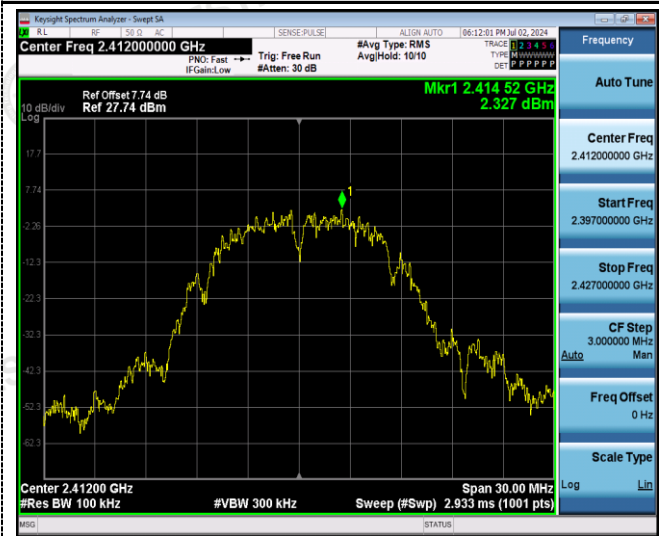 Keysight Spectrum Analyzer - Swept SA
RL RF 50 Ω AC SENSE:PULSE ALIGN AUTO 06:12:01 PM Jul 02, 2024
Center Freq 2.412000000 GHz
PNO: Fast
IFGain:Low
Trig: Free Run
#Atten: 30 dB
#Avg Type: RMS
Avg|Hold: 10/10
TRACE 1 2 3 4 5 6
TYPE M W W W W W
DET P P P P P P
Frequency
Auto Tune
Center Freq
2.412000000 GHz
Start Freq
2.397000000 GHz
Stop Freq
2.427000000 GHz
CF Step
3.000000 MHz
Auto Man
Freq Offset
0 Hz
Scale Type
Log Lin
Mkr1 2.414 52 GHz
2.327 dBm
Ref Offset 7.74 dB
10 dB/div Ref 27.74 dBm
Log
17.7
7.74
-2.26
-12.3
-22.3
-32.3
-42.3
-52.3
-62.3
1
Center 2.41200 GHz Span 30.00 MHz
#Res BW 100 kHz #VBW 300 kHz Sweep (#Swp) 2.933 ms (1001 pts)
MSG STATUS